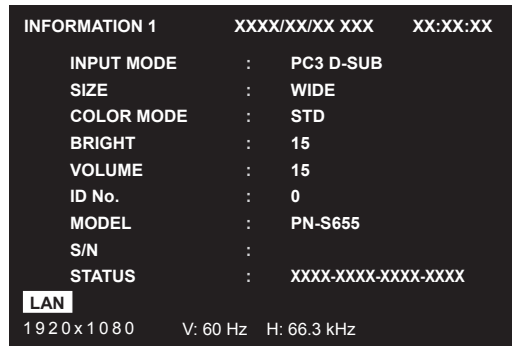 INFORMATION 1 XXXX/XX/XX XXX XX:XX:XX
INPUT MODE : PC3 D-SUB
SIZE : WIDE
COLOR MODE : STD
BRIGHT : 15
VOLUME : 15
ID No. : 0
MODEL : PN-S655
S/N :
STATUS : XXXX-XXXX-XXXX-XXXX
LAN
1920x1080 V: 60 Hz H: 66.3 kHz